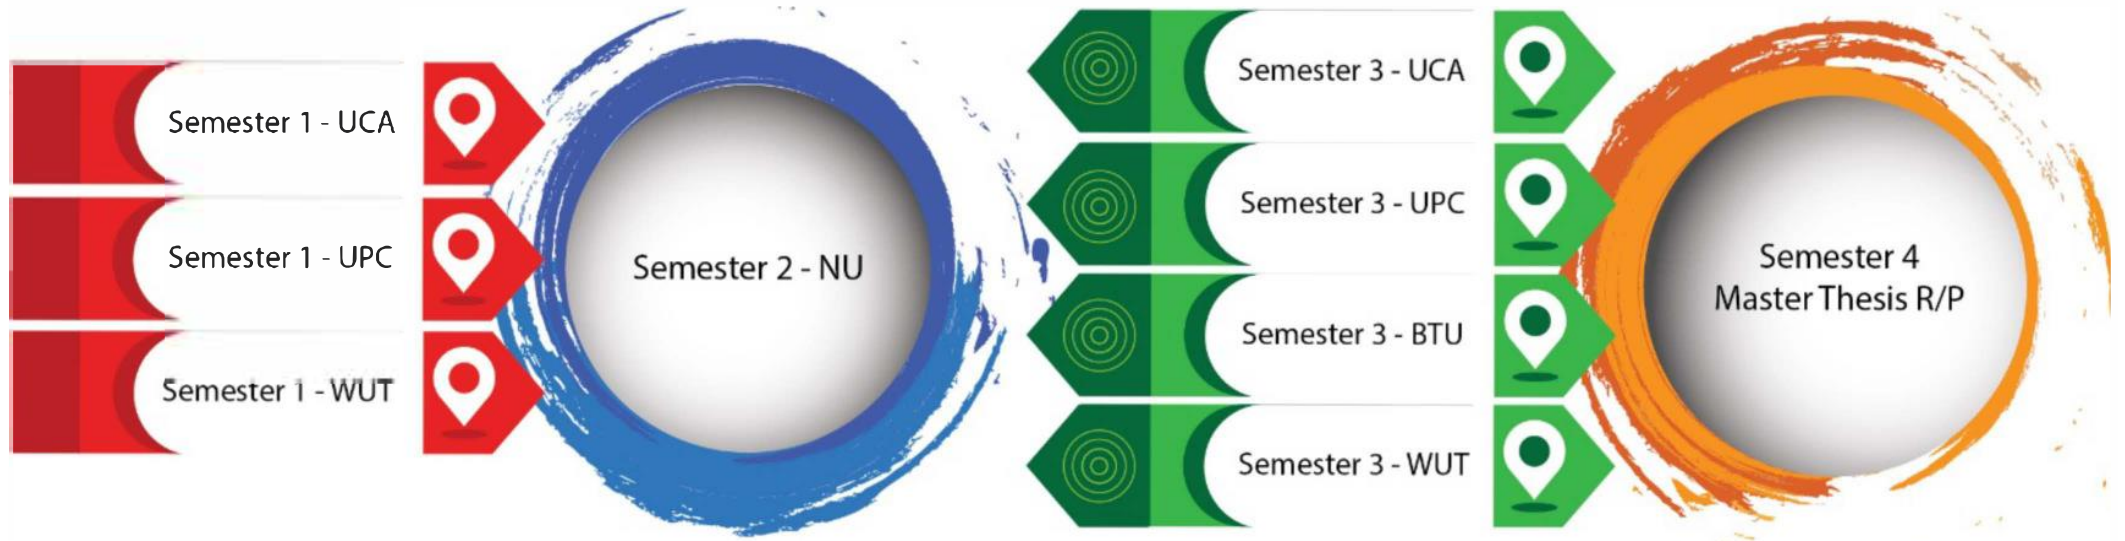 Semester 1 - UCA
Semester 1 - UPC
Semester 1 - WUT
Semester 2 - NU
Semester 3 - UCA
Semester 3 - UPC
Semester 3 - BTU
Semester 3 - WUT
Semester 4
Master Thesis R/P